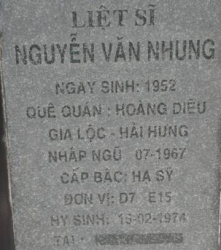 LIỆT SĨ
NGUYỄN VĂN NHUNG
NGÀY SINH: 1952
QUÊ QUÁN : HOÀNG DIỆU
GIA LỘC - HẢI HƯNG
NHẬP NGŨ 07-1967
CẤP BẬC: HẠ SỸ
ĐƠN VỊ: D7 E15
HY SINH: 16-02-1974
TẠI :